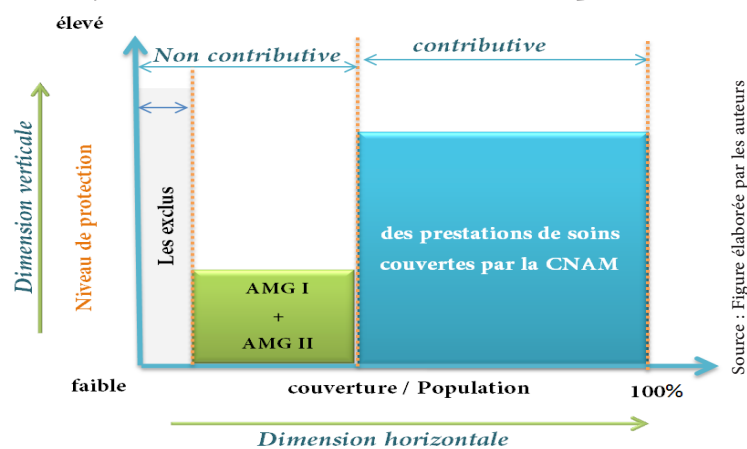 élevé
Non contributive
contributive
Dimension verticale
Niveau de protection
Les exclus
des prestations de soins
couvertes par la CNAM
AMG I
+
AMG II
Source : Figure élaborée par les auteurs
faible
couverture / Population
100%
Dimension horizontale